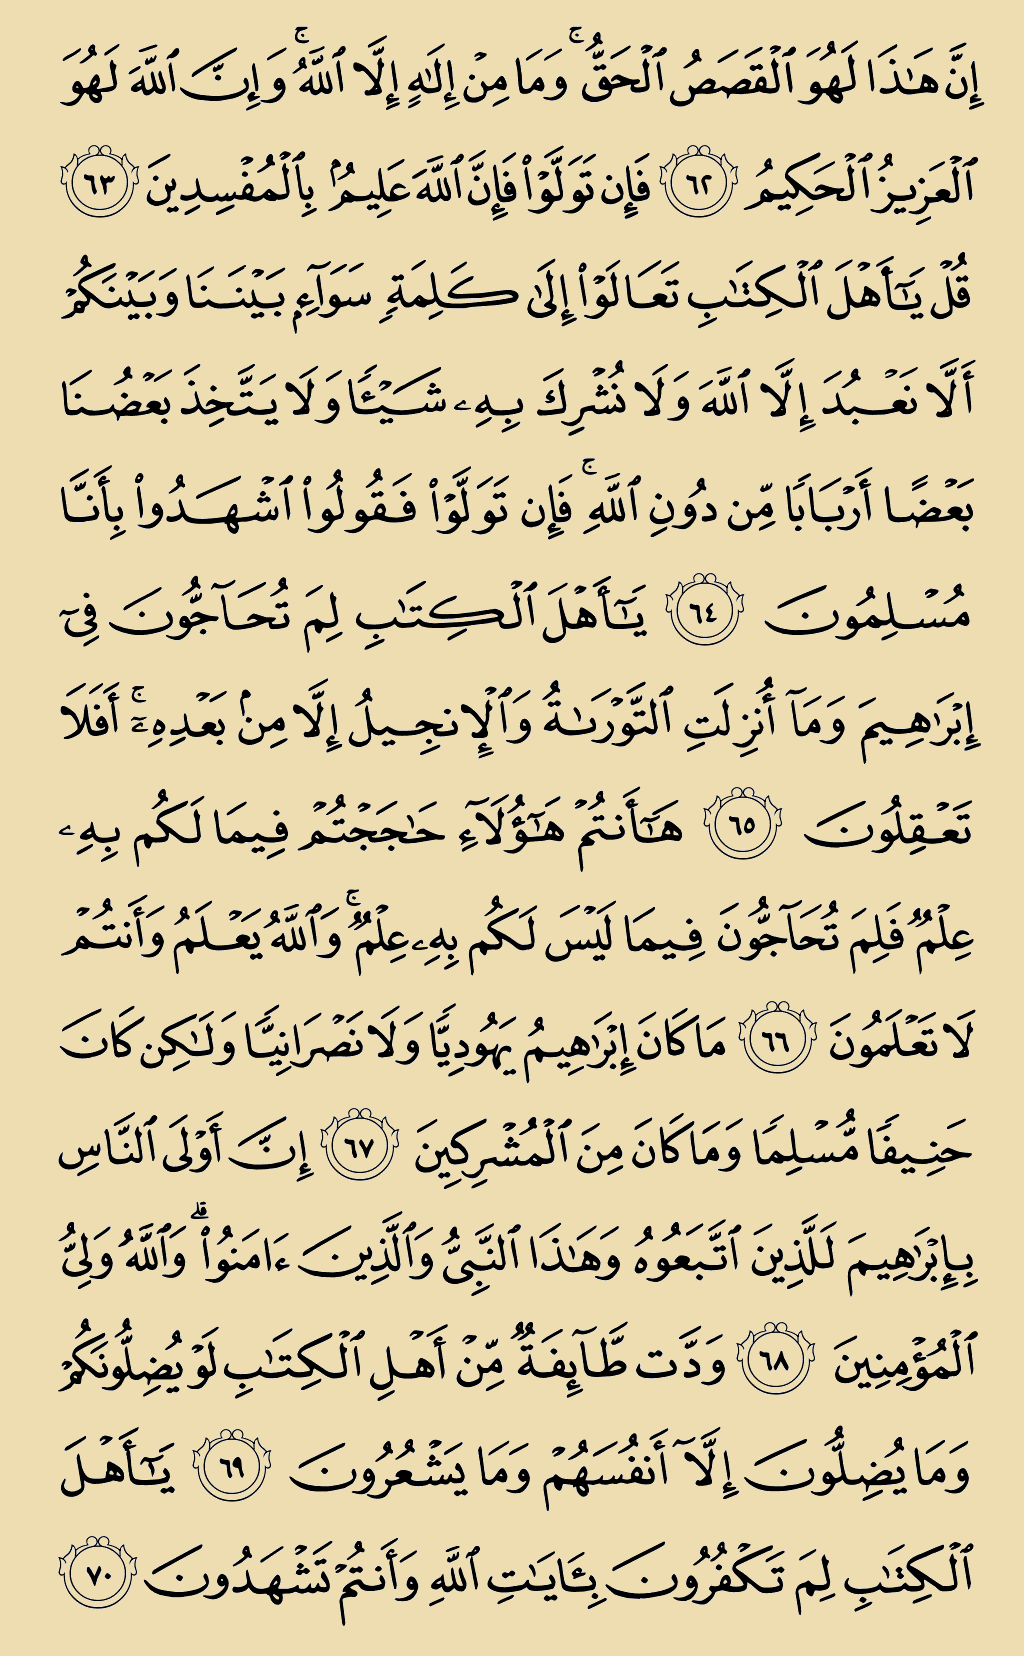 إِنَّ هَٰذَا لَهُوَ ٱلْقَصَصُ ٱلْحَقُّ ۚ وَمَا مِنْ إِلَٰهٍ إِلَّا ٱللَّهُ ۚ وَإِنَّ ٱللَّهَ لَهُوَ
ٱلْعَزِيزُ ٱلْحَكِيمُ ٦٢ فَإِن تَوَلَّوْا۟ فَإِنَّ ٱللَّهَ عَلِيمٌۢ بِٱلْمُفْسِدِينَ ٦٣
قُلْ يَٰٓأَهْلَ ٱلْكِتَٰبِ تَعَالَوْا۟ إِلَىٰ كَلِمَةٍ سَوَآءٍۭ بَيْنَنَا وَبَيْنَكُمْ
أَلَّا نَعْبُدَ إِلَّا ٱللَّهَ وَلَا نُشْرِكَ بِهِۦ شَيْـًٔا وَلَا يَتَّخِذَ بَعْضُنَا
بَعْضًا أَرْبَابًا مِّن دُونِ ٱللَّهِ ۚ فَإِن تَوَلَّوْا۟ فَقُولُوا۟ ٱشْهَدُوا۟ بِأَنَّا
مُسْلِمُونَ ٦٤ يَٰٓأَهْلَ ٱلْكِتَٰبِ لِمَ تُحَآجُّونَ فِىٓ
إِبْرَٰهِيمَ وَمَآ أُنزِلَتِ ٱلتَّوْرَىٰةُ وَٱلْإِنجِيلُ إِلَّا مِنۢ بَعْدِهِۦٓ ۚ أَفَلَا
تَعْقِلُونَ ٦٥ هَٰٓأَنتُمْ هَٰٓؤُلَآءِ حَٰجَجْتُمْ فِيمَا لَكُم بِهِۦ
عِلْمٌ فَلِمَ تُحَآجُّونَ فِيمَا لَيْسَ لَكُم بِهِۦ عِلْمٌ ۚ وَٱللَّهُ يَعْلَمُ وَأَنتُمْ
لَا تَعْلَمُونَ ٦٦ مَا كَانَ إِبْرَٰهِيمُ يَهُودِيًّا وَلَا نَصْرَانِيًّا وَلَٰكِن كَانَ
حَنِيفًا مُّسْلِمًا وَمَا كَانَ مِنَ ٱلْمُشْرِكِينَ ٦٧ إِنَّ أَوْلَى ٱلنَّاسِ
بِإِبْرَٰهِيمَ لَلَّذِينَ ٱتَّبَعُوهُ وَهَٰذَا ٱلنَّبِىُّ وَٱلَّذِينَ ءَامَنُوا۟ ۗ وَٱللَّهُ وَلِىُّ
ٱلْمُؤْمِنِينَ ٦٨ وَدَّت طَّآئِفَةٌ مِّنْ أَهْلِ ٱلْكِتَٰبِ لَوْ يُضِلُّونَكُمْ
وَمَا يُضِلُّونَ إِلَّآ أَنفُسَهُمْ وَمَا يَشْعُرُونَ ٦٩ يَٰٓأَهْلَ
ٱلْكِتَٰبِ لِمَ تَكْفُرُونَ بِـَٔايَٰتِ ٱللَّهِ وَأَنتُمْ تَشْهَدُونَ ٧٠